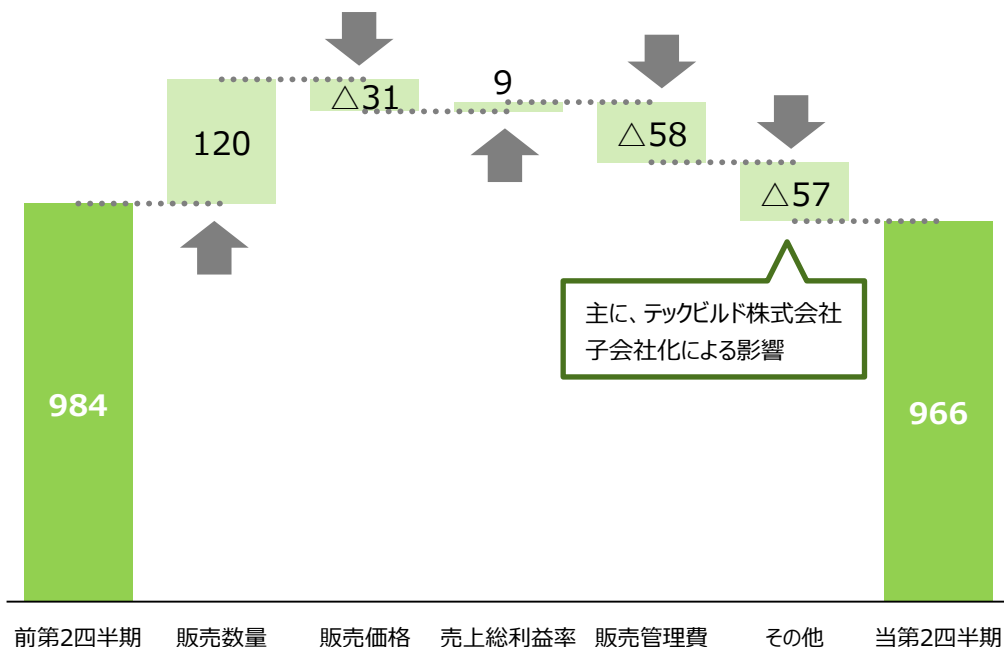 9
△31
120
△58
△57
主に、テックビルド株式会社
子会社化による影響
984
966
前第2四半期
販売数量
販売価格
売上総利益率
販売管理費
その他
当第2四半期